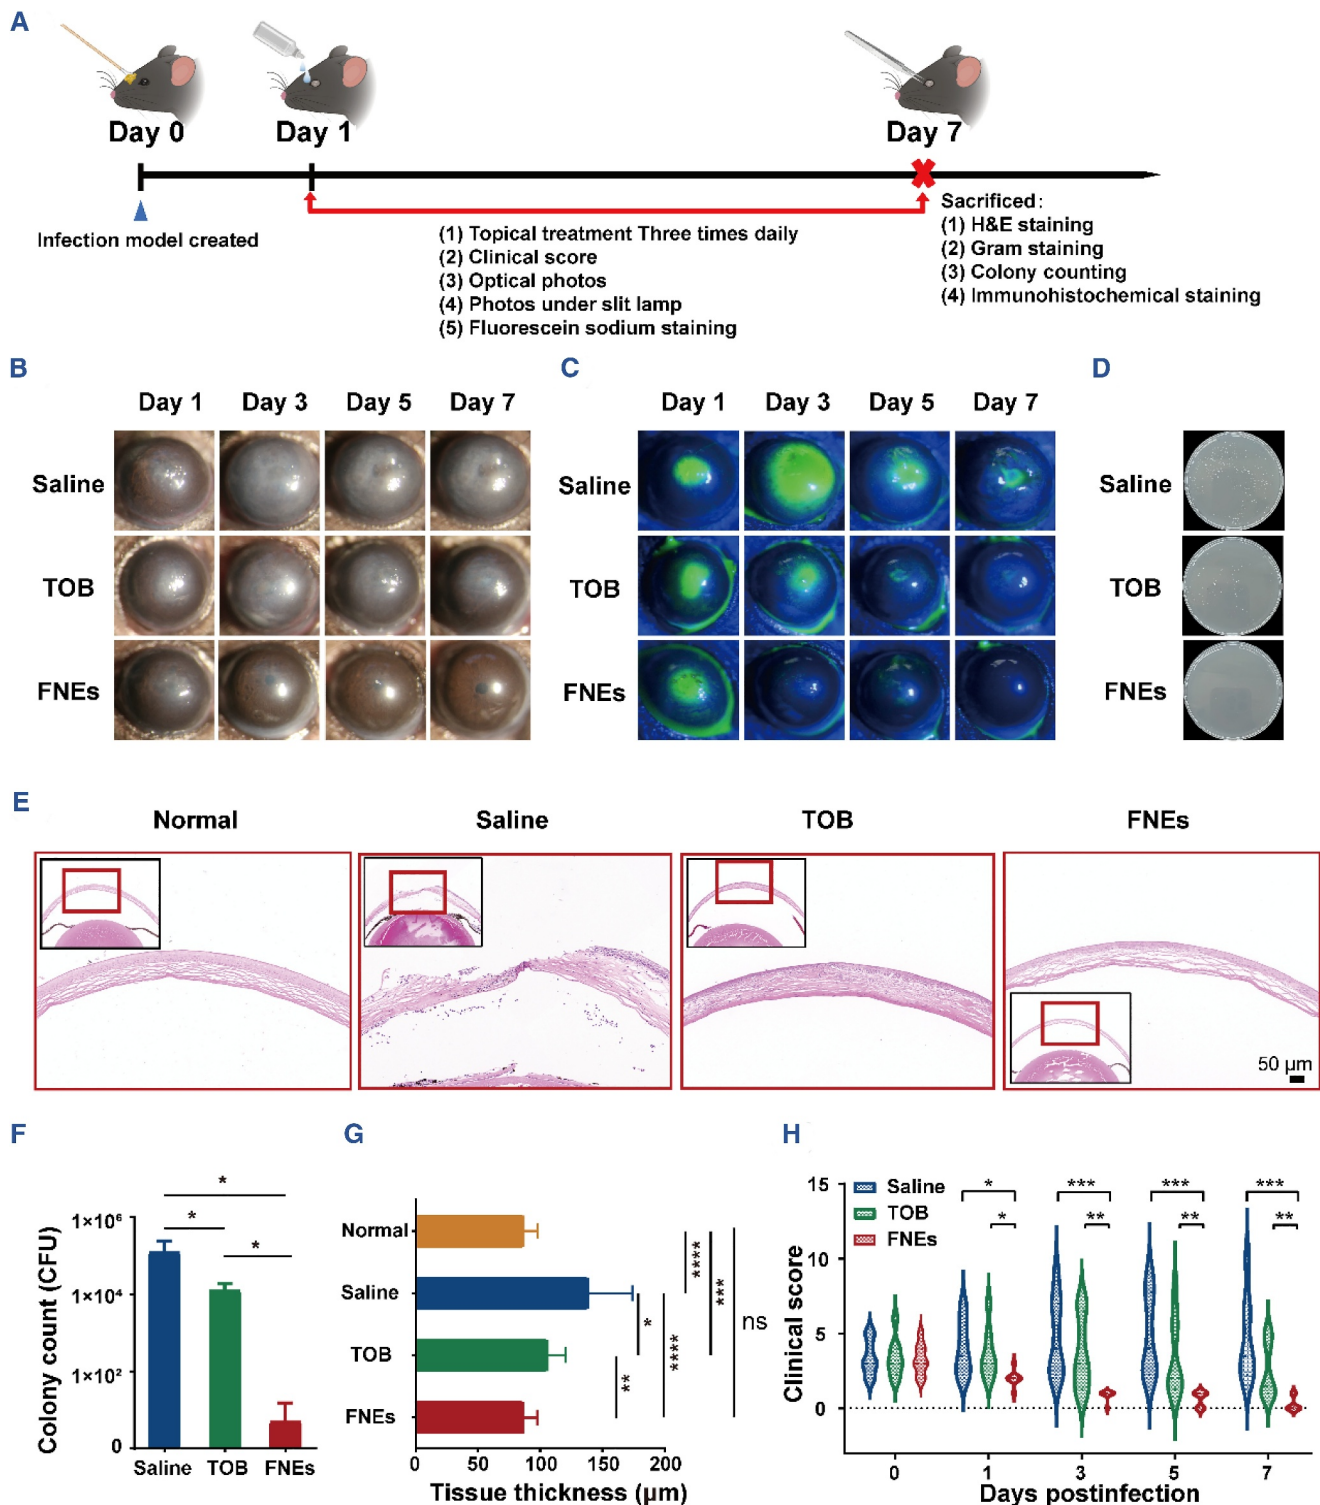 A
Day 0
Day 1
Day 7
Infection model created
(1) Topical treatment Three times daily
(2) Clinical score
(3) Optical photos
(4) Photos under slit lamp
(5) Fluorescein sodium staining
Sacrificed:
(1) H&E staining
(2) Gram staining
(3) Colony counting
(4) Immunohistochemical staining
B
Day 1 Day 3 Day 5 Day 7
Saline
TOB
FNEs
C
Day 1 Day 3 Day 5 Day 7
Saline
TOB
FNEs
D
Saline
TOB
FNEs
E
Normal Saline TOB FNEs
50 μm
F
Colony count (CFU)
1×10⁶
1×10⁴
1×10²
0
*
*
*
Saline TOB FNEs
G
Normal
Saline
TOB
FNEs
0 50 100 150 200
Tissue thickness (μm)
*
**
****
****
***
ns
H
Saline
TOB
FNEs
Clinical score
15
10
5
0
* *** *** ***
* ** ** **
0 1 3 5 7
Days postinfection